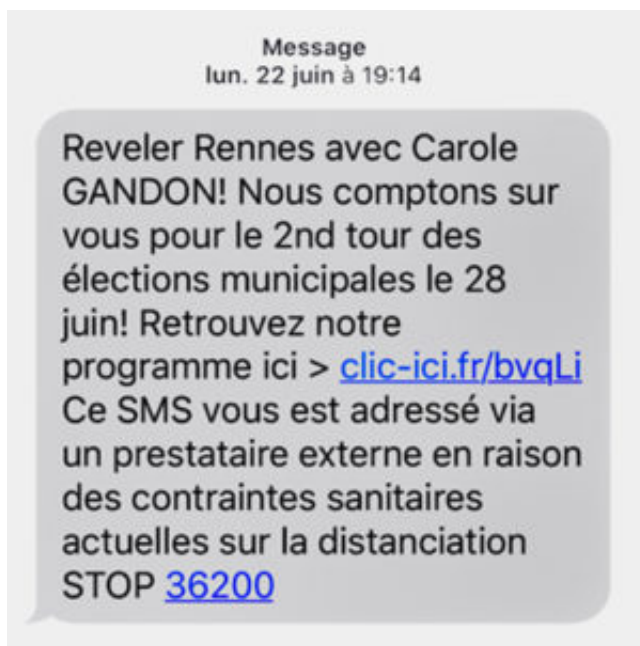 Message
lun. 22 juin à 19:14
Reveler Rennes avec Carole
GANDON! Nous comptons sur
vous pour le 2nd tour des
élections municipales le 28
juin! Retrouvez notre
programme ici > clic-ici.fr/bvqLi
Ce SMS vous est adressé via
un prestataire externe en raison
des contraintes sanitaires
actuelles sur la distanciation
STOP 36200